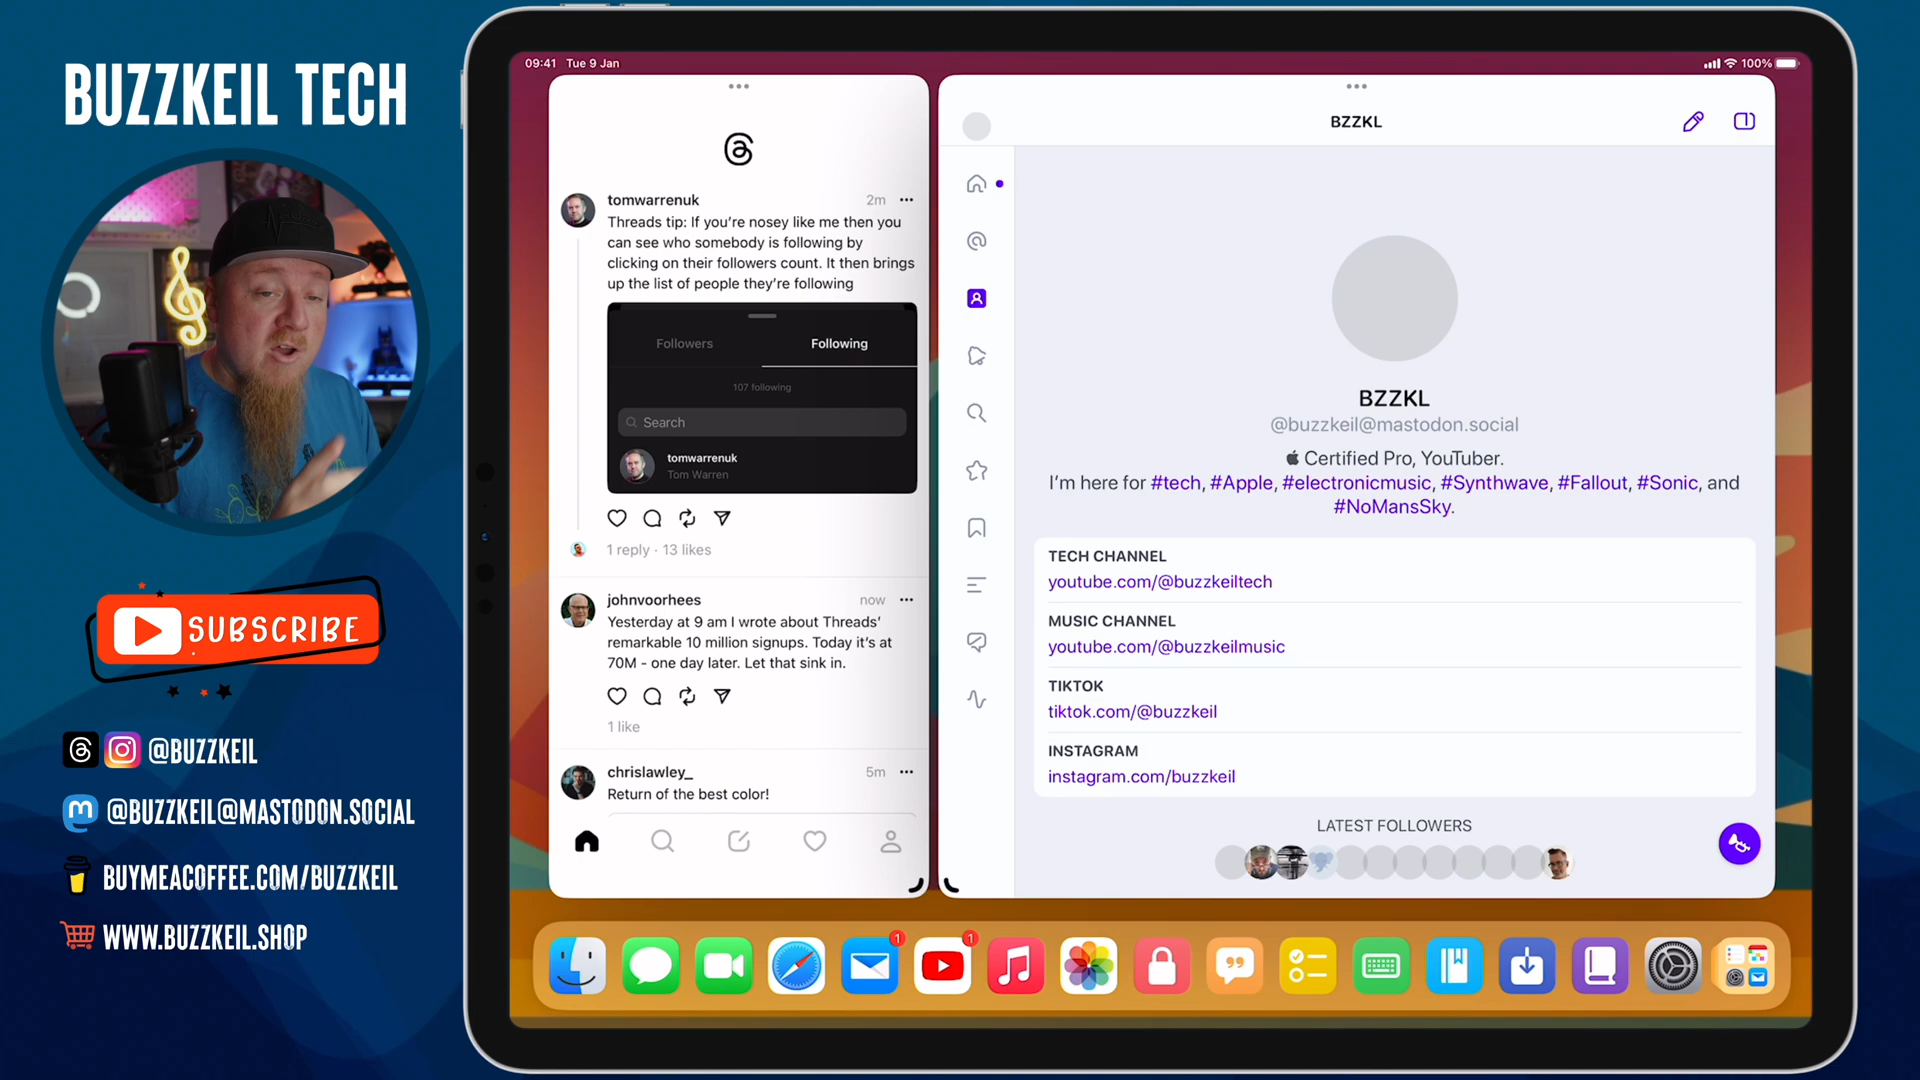 BUZZKEIL TECH
SUBSCRIBE
@BUZZKEIL
@BUZZKEIL@MASTODON.SOCIAL
BUYMEACOFFEE.COM/BUZZKEIL
WWW.BUZZKEIL.SHOP
09:41 Tue 9 Jan
100%
tomwarrenuk 2m
Threads tip: If you're nosey like me then you
can see who somebody is following by
clicking on their followers count. It then brings
up the list of people they're following
Followers Following
107 following
Search
tomwarrenuk
Tom Warren
1 reply · 13 likes
johnvoorhees now
Yesterday at 9 am I wrote about Threads'
remarkable 10 million signups. Today it's at
70M - one day later. Let that sink in.
1 like
chrislawley_ 5m
Return of the best color!
BZZKL
BZZKL
@buzzkeil@mastodon.social
Certified Pro, YouTuber.
I'm here for #tech, #Apple, #electronicmusic, #Synthwave, #Fallout, #Sonic, and
#NoMansSky.
TECH CHANNEL
youtube.com/@buzzkeiltech
MUSIC CHANNEL
youtube.com/@buzzkeilmusic
TIKTOK
tiktok.com/@buzzkeil
INSTAGRAM
instagram.com/buzzkeil
LATEST FOLLOWERS
1
1